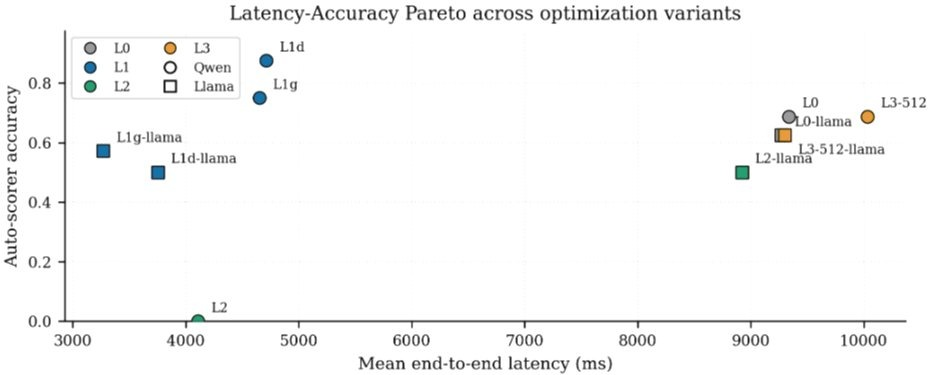 Latency-Accuracy Pareto across optimization variants
L0
L1
L2
L3
Qwen
Llama
L1d
L1g
L1g-llama
L1d-llama
L2
L0
L0-llama
L3-512
L3-512-llama
L2-llama
Auto-scorer accuracy
0.8
0.6
0.4
0.2
0.0
3000 4000 5000 6000 7000 8000 9000 10000
Mean end-to-end latency (ms)